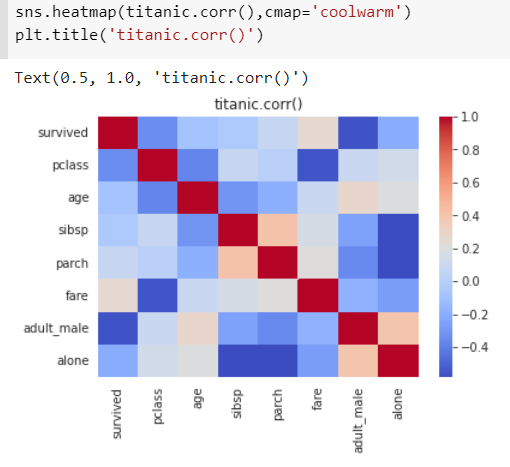 sns.heatmap(titanic.corr(),cmap='coolwarm')
plt.title('titanic.corr()')
Text(0.5, 1.0, 'titanic.corr()')
titanic.corr()
survived
pclass
age
sibsp
parch
fare
adult_male
alone
survived
pclass
age
sibsp
parch
fare
adult_male
alone
1.0
0.8
0.6
0.4
0.2
0.0
−0.2
−0.4